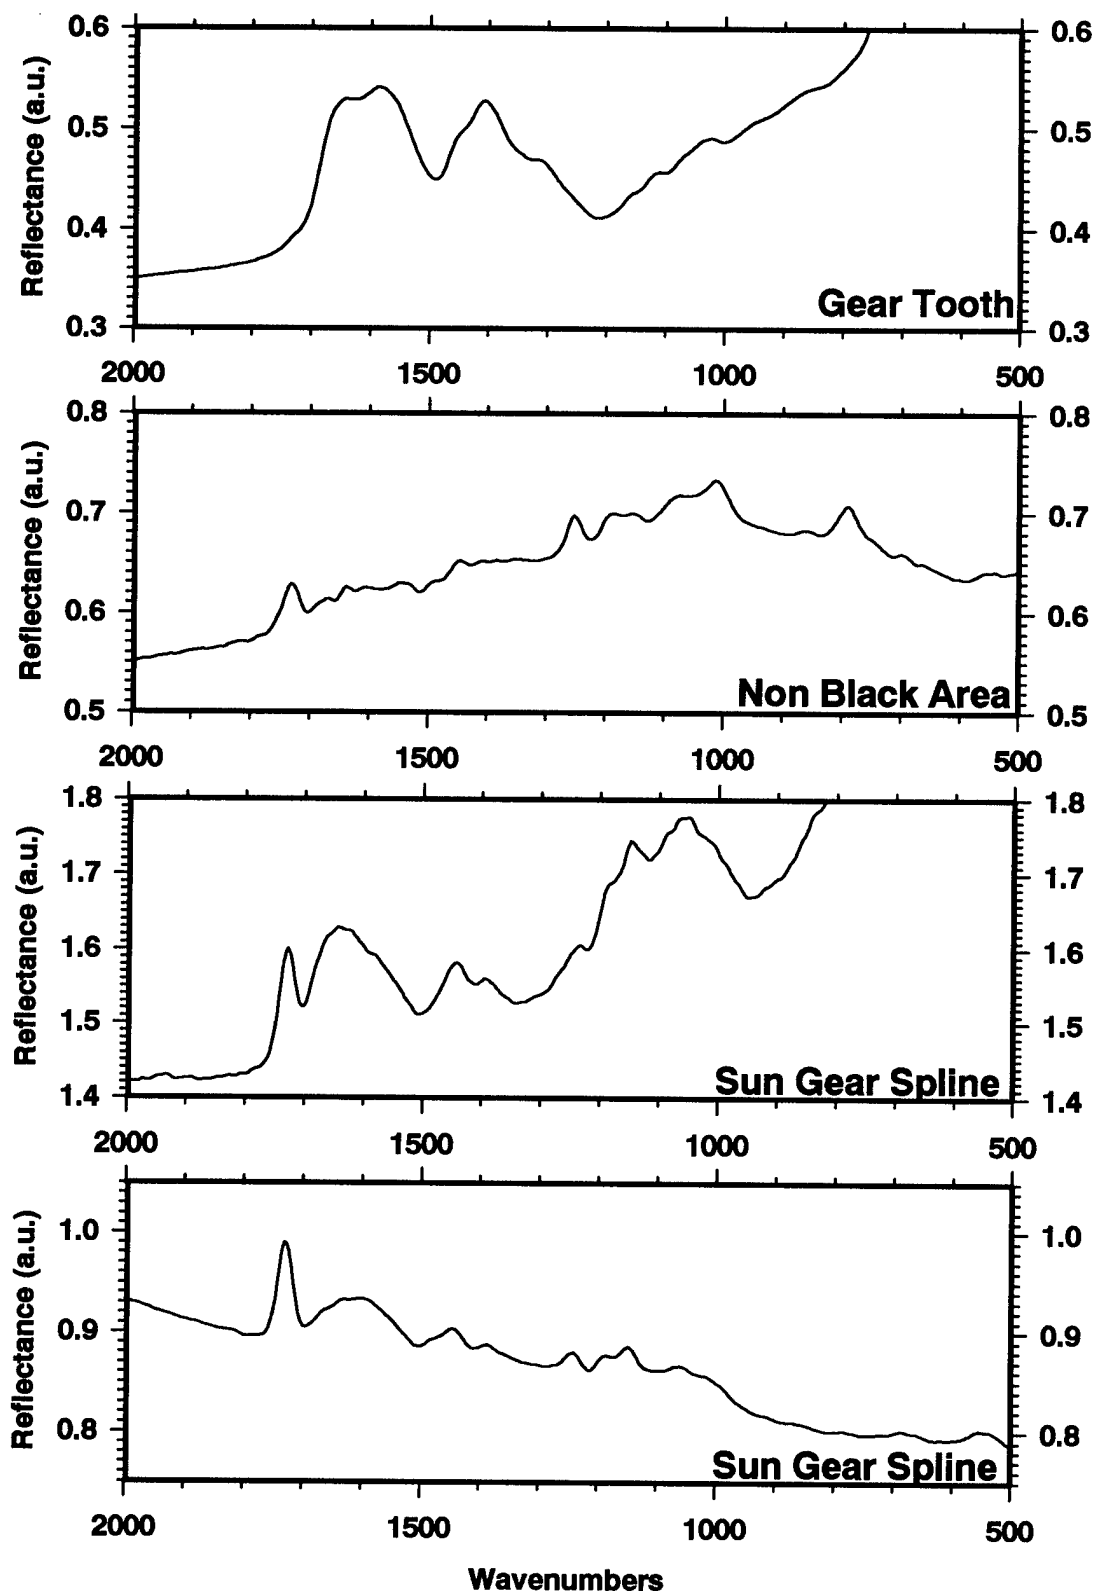 0.6 0.6
Reflectance (a.u.)
0.5 0.5
0.4 0.4
Gear Tooth
0.3 0.3
2000 1500 1000 500
0.8 0.8
Reflectance (a.u.)
0.7 0.7
0.6 0.6
Non Black Area
0.5 0.5
2000 1500 1000 500
1.8 1.8
Reflectance (a.u.)
1.7 1.7
1.6 1.6
1.5 1.5
Sun Gear Spline
1.4 1.4
2000 1500 1000 500
Reflectance (a.u.)
1.0 1.0
0.9 0.9
0.8 0.8
Sun Gear Spline
2000 1500 1000 500
Wavenumbers